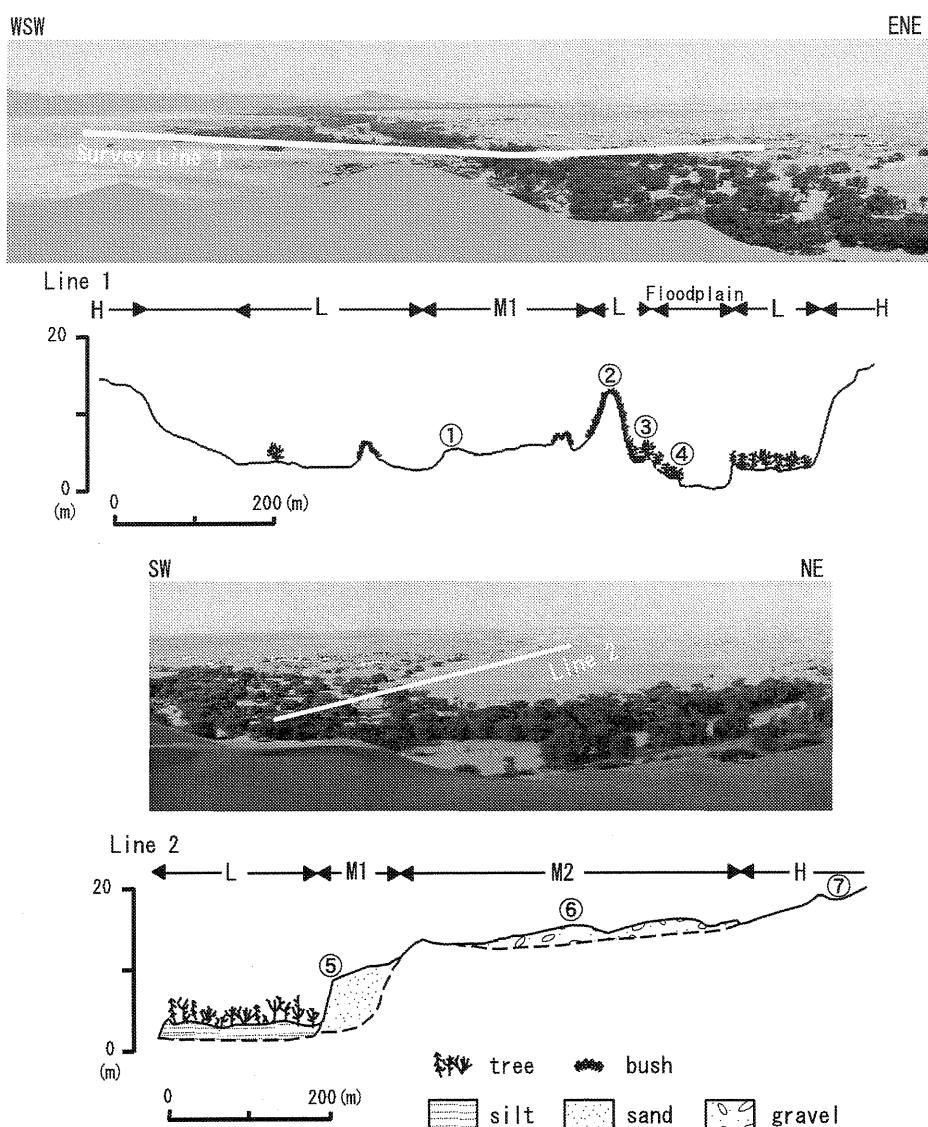 WSW ENE
Survey Line 1
Line 1
H L M1 L Floodplain L H
20
②
① ③
④
0
(m)
0 200(m)
SW NE
Line 2
Line 2
L M1 M2 H
20
⑦
⑥
⑤
0
(m)
tree bush
0 200(m)
silt sand gravel